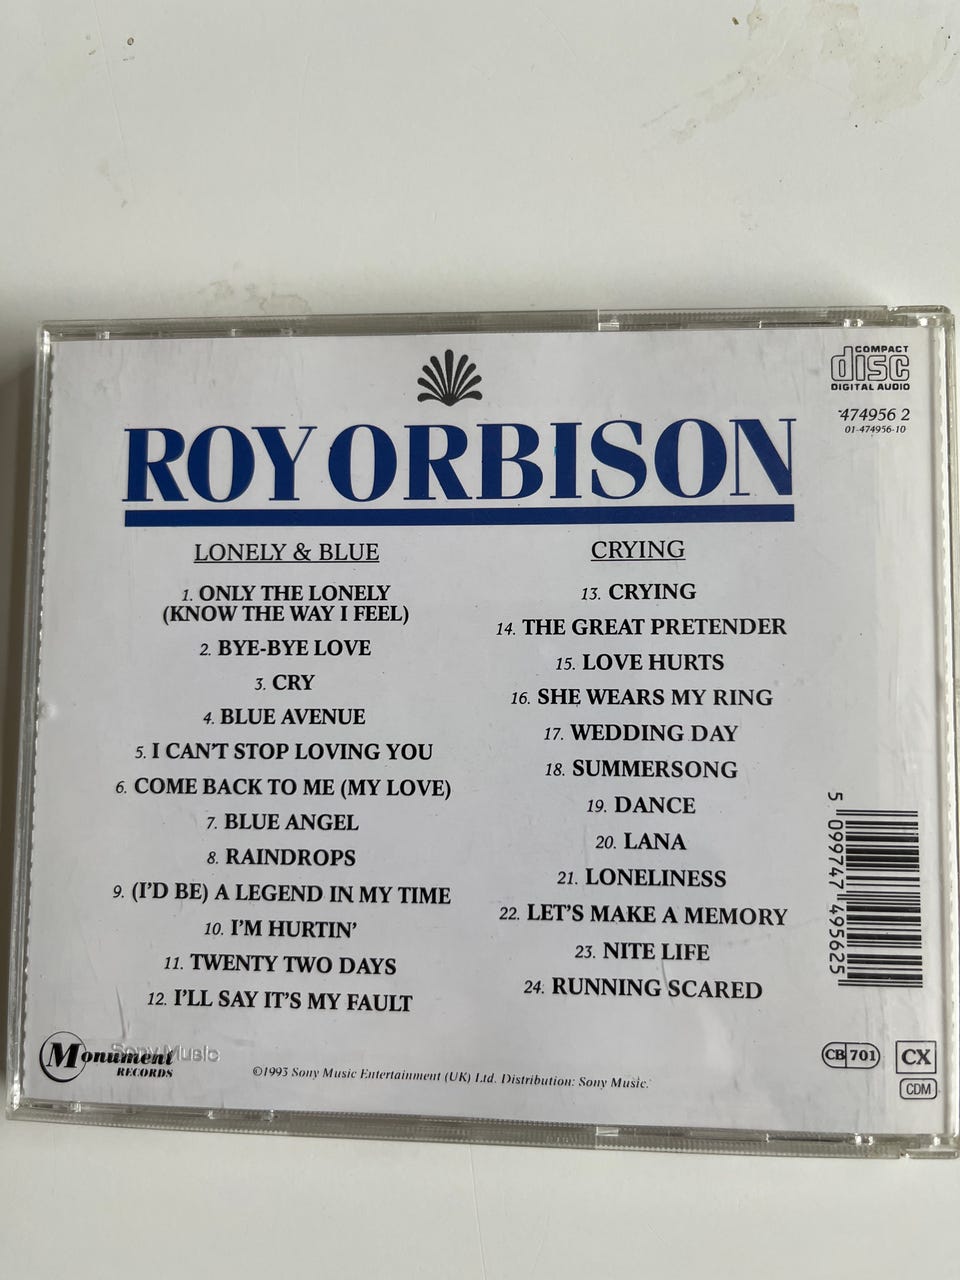 COMPACT
disc
DIGITAL AUDIO
474956 2
01-474956-10
ROY ORBISON
LONELY & BLUE
1. ONLY THE LONELY
(KNOW THE WAY I FEEL)
2. BYE-BYE LOVE
3. CRY
4. BLUE AVENUE
5. I CAN'T STOP LOVING YOU
6. COME BACK TO ME (MY LOVE)
7. BLUE ANGEL
8. RAINDROPS
9. (I'D BE) A LEGEND IN MY TIME
10. I'M HURTIN'
11. TWENTY TWO DAYS
12. I'LL SAY IT'S MY FAULT
CRYING
13. CRYING
14. THE GREAT PRETENDER
15. LOVE HURTS
16. SHE WEARS MY RING
17. WEDDING DAY
18. SUMMERSONG
19. DANCE
20. LANA
21. LONELINESS
22. LET'S MAKE A MEMORY
23. NITE LIFE
24. RUNNING SCARED
5 099747 495625
Sony Music
Monument
RECORDS
©1993 Sony Music Entertainment (UK) Ltd. Distribution: Sony Music.
CB 701
CX
CDM